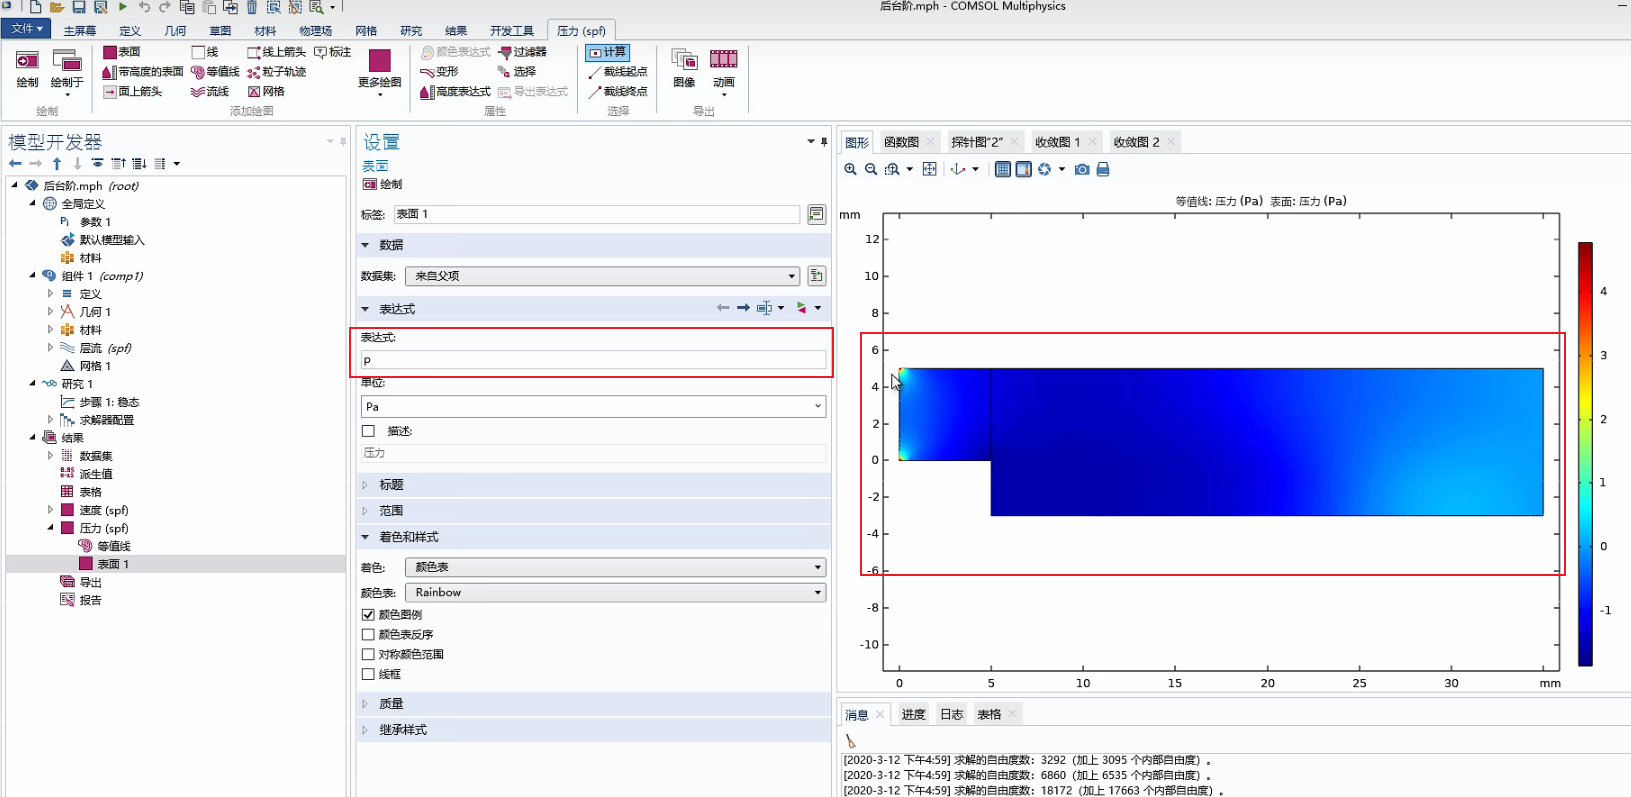 后台阶.mph - COMSOL Multiphysics
文件 主屏幕 定义 几何 草图 材料 物理场 网格 研究 结果 开发工具 压力 (spf)
表面 线 线上箭头 标注 颜色表达式 过滤器 计算
绘制 绘制于 带高度的表面 等值线 粒子轨迹 更多绘图 变形 选择 截线起点 图像 动画
面上箭头 流线 网格 高度表达式 导出表达式 截线终点
绘制 添加绘图 属性 选择 导出
模型开发器
后台阶.mph (root)
全局定义
Pi 参数 1
默认模型输入
材料
组件 1 (comp1)
定义
几何 1
材料
层流 (spf)
网格 1
研究 1
步骤 1: 稳态
求解器配置
结果
数据集
8.85
e-12
派生值
表格
速度 (spf)
压力 (spf)
等值线
表面 1
导出
报告
设置
表面
绘制
标签: 表面 1
数据
数据集: 来自父项
表达式
表达式:
p
单位:
Pa
描述:
压力
标题
范围
着色和样式
着色: 颜色表
颜色表: Rainbow
颜色图例
颜色表反序
对称颜色范围
线框
质量
继承样式
图形 函数图 探针图“2” 收敛图 1 收敛图 2
等值线: 压力 (Pa) 表面: 压力 (Pa)
mm
12
10
8
6
4
2
0
-2
-4
-6
-8
-10
0 5 10 15 20 25 30 mm
4
3
2
1
0
-1
消息 进度 日志 表格
[2020-3-12 下午4:59] 求解的自由度数: 3292 (加上 3095 个内部自由度) 。
[2020-3-12 下午4:59] 求解的自由度数: 6860 (加上 6535 个内部自由度) 。
[2020-3-12 下午4:59] 求解的自由度数: 18172 (加上 17663 个内部自由度) 。